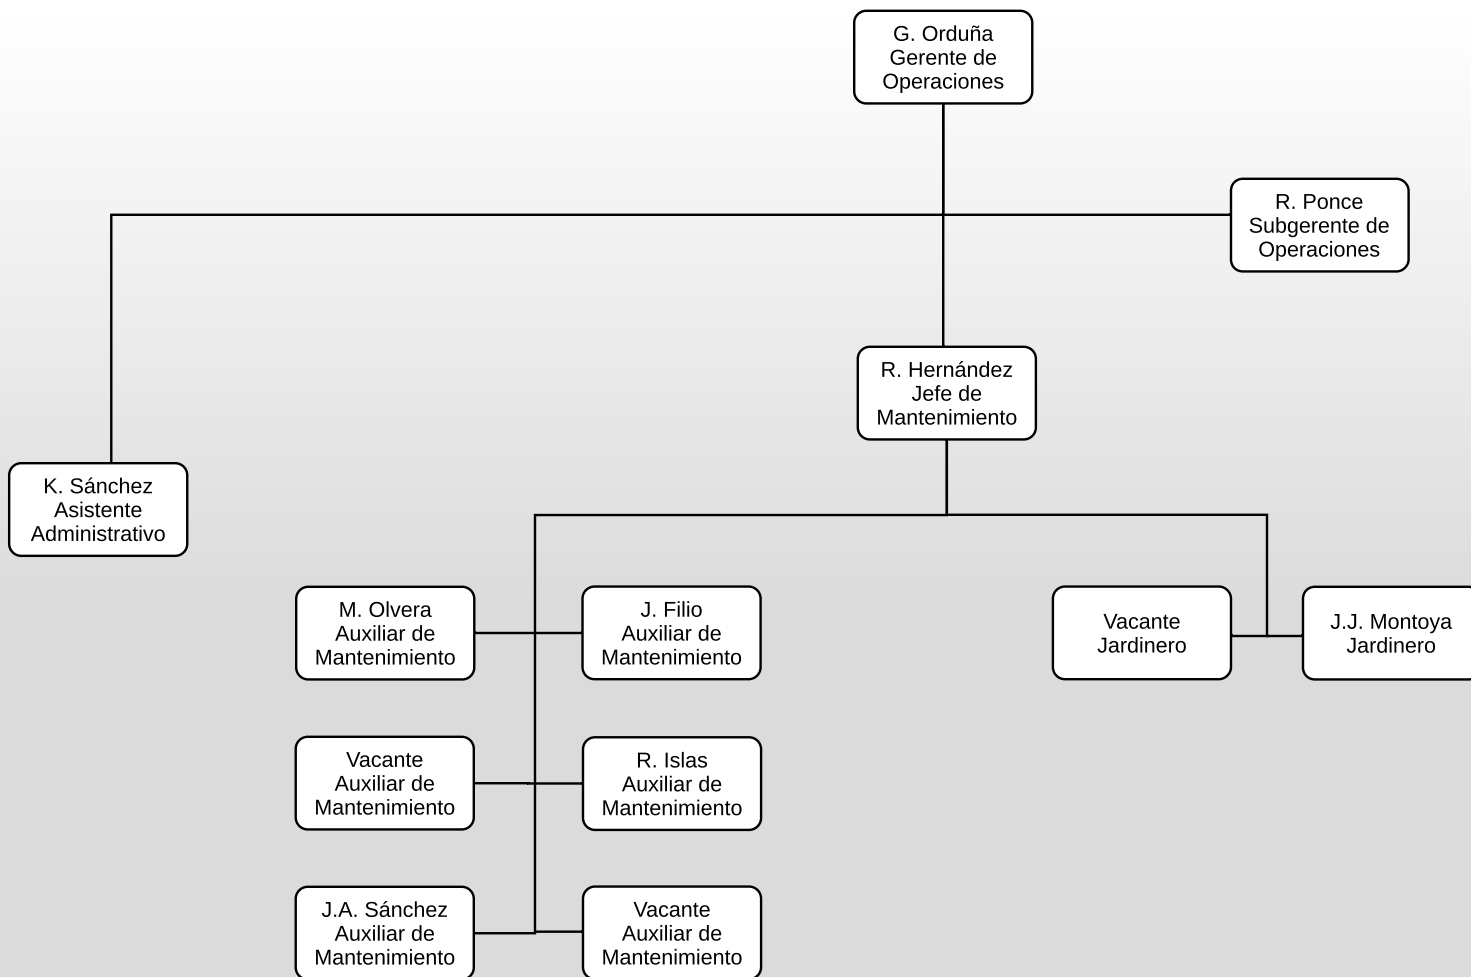 G. Orduña
Gerente de
Operaciones
R. Ponce
Subgerente de
Operaciones
R. Hernández
Jefe de
Mantenimiento
K. Sánchez
Asistente
Administrativo
M. Olvera
Auxiliar de
Mantenimiento
J. Filio
Auxiliar de
Mantenimiento
Vacante
Jardinero
J.J. Montoya
Jardinero
Vacante
Auxiliar de
Mantenimiento
R. Islas
Auxiliar de
Mantenimiento
J.A. Sánchez
Auxiliar de
Mantenimiento
Vacante
Auxiliar de
Mantenimiento